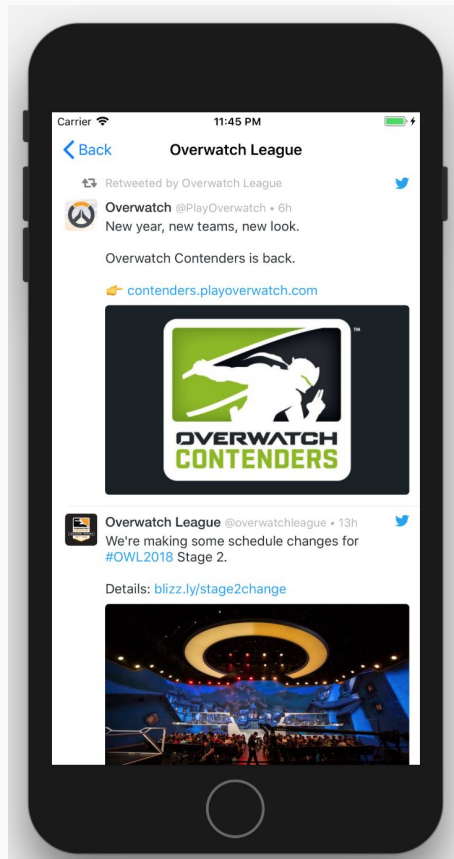 Carrier 11:45 PM
Back Overwatch League
Retweeted by Overwatch League
Overwatch @PlayOverwatch • 6h
New year, new teams, new look.
Overwatch Contenders is back.
👉 contenders.playoverwatch.com
OVERWATCH
CONTENDERS
™
Overwatch League @overwatchleague • 13h
We're making some schedule changes for
#OWL2018 Stage 2.
Details: blizz.ly/stage2change